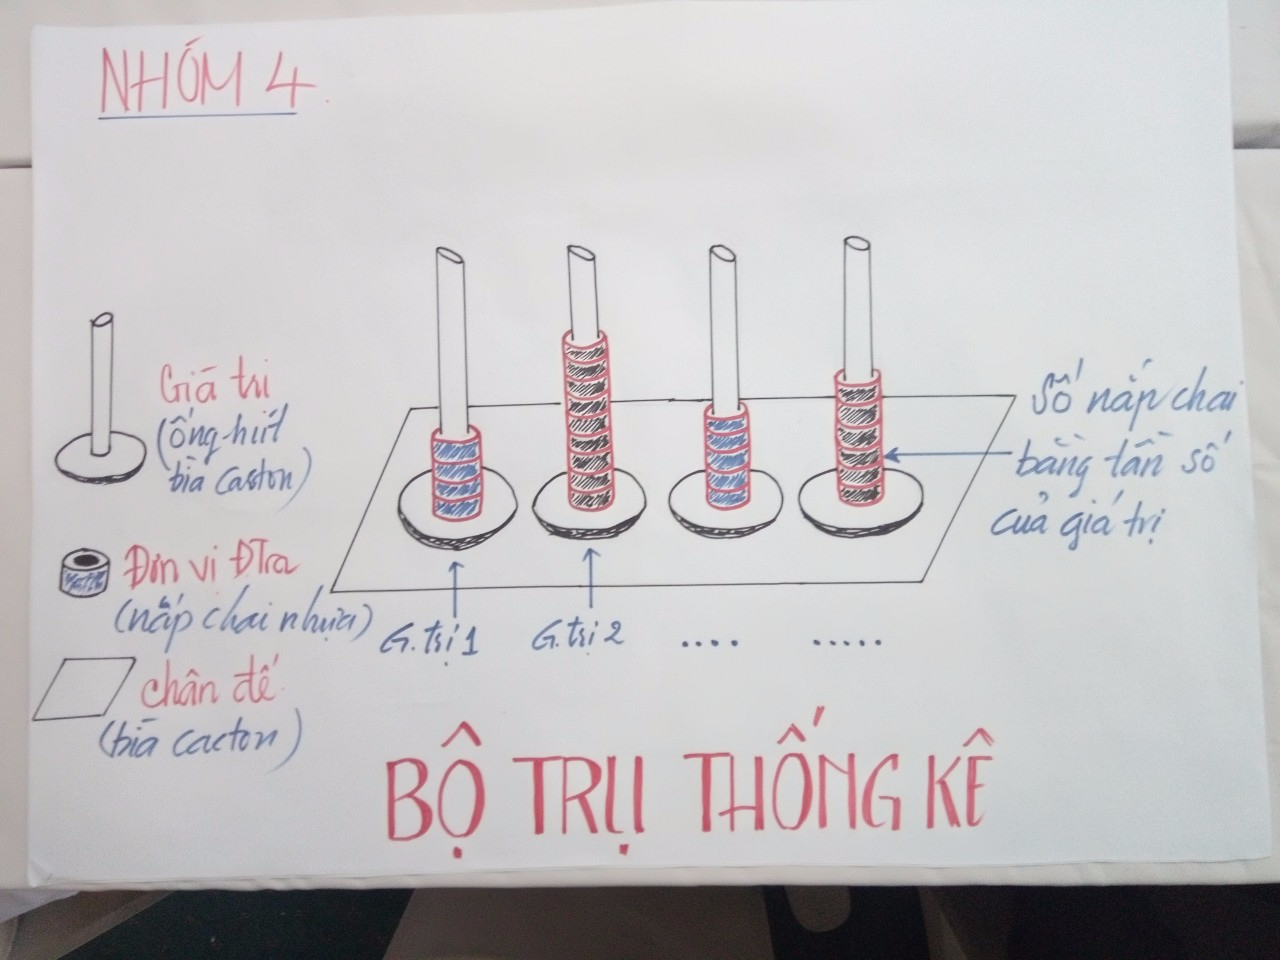 NHÓM 4
Giá trị
(ống hút
bìa caston)
Đơn vị ĐTra
(nắp chai nhựa)
chân đế
(bìa cacton)
G.trị 1
G.trị 2
....
.....
Số nắp chai
bằng tần số
của giá trị
BỘ TRỤ THỐNG KÊ